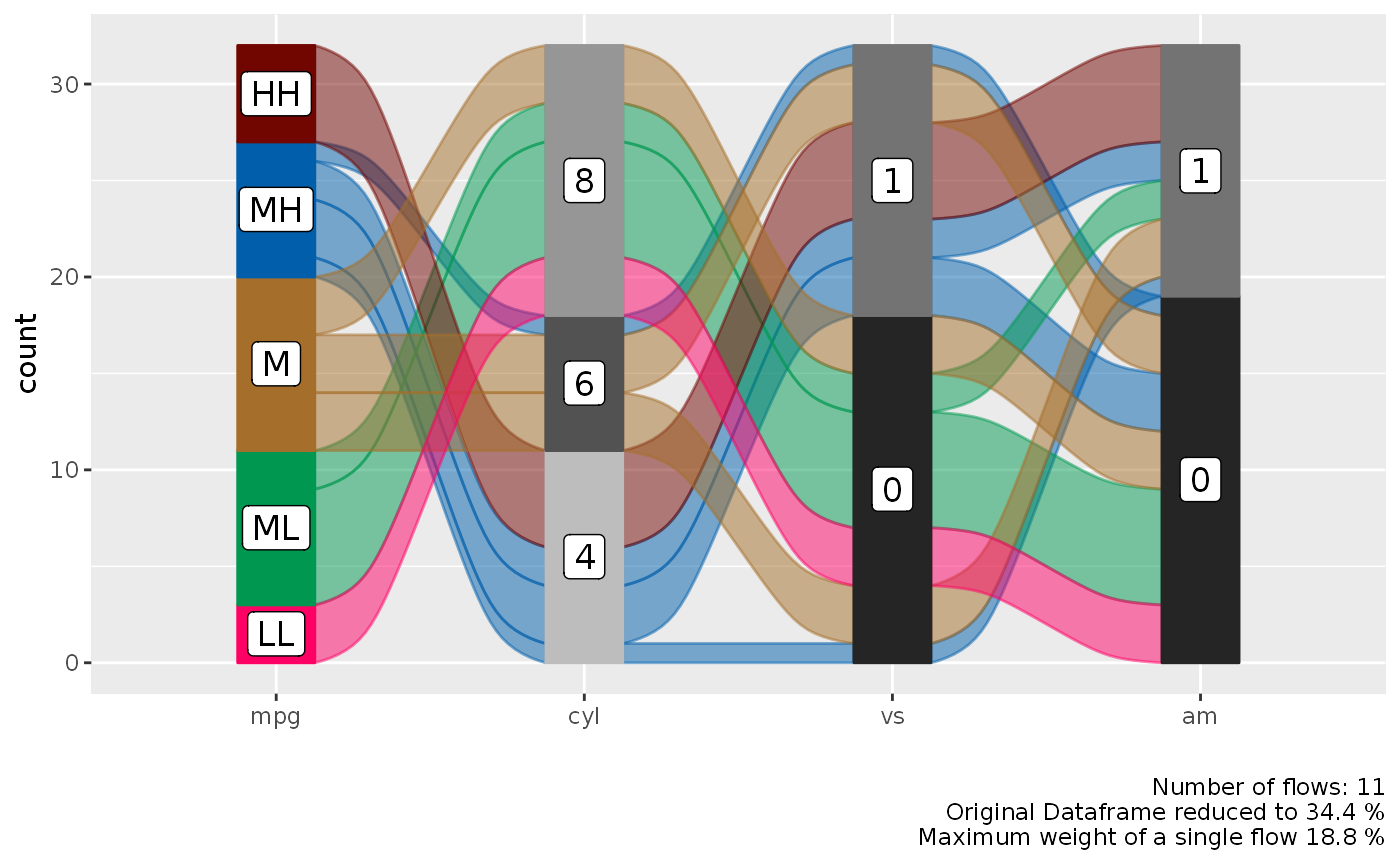 30
20
10
0
count
HH
MH
M
ML
LL
8
6
4
1
0
1
0
mpg
cyl
vs
am
Number of flows: 11
Original Dataframe reduced to 34.4 %
Maximum weight of a single flow 18.8 %